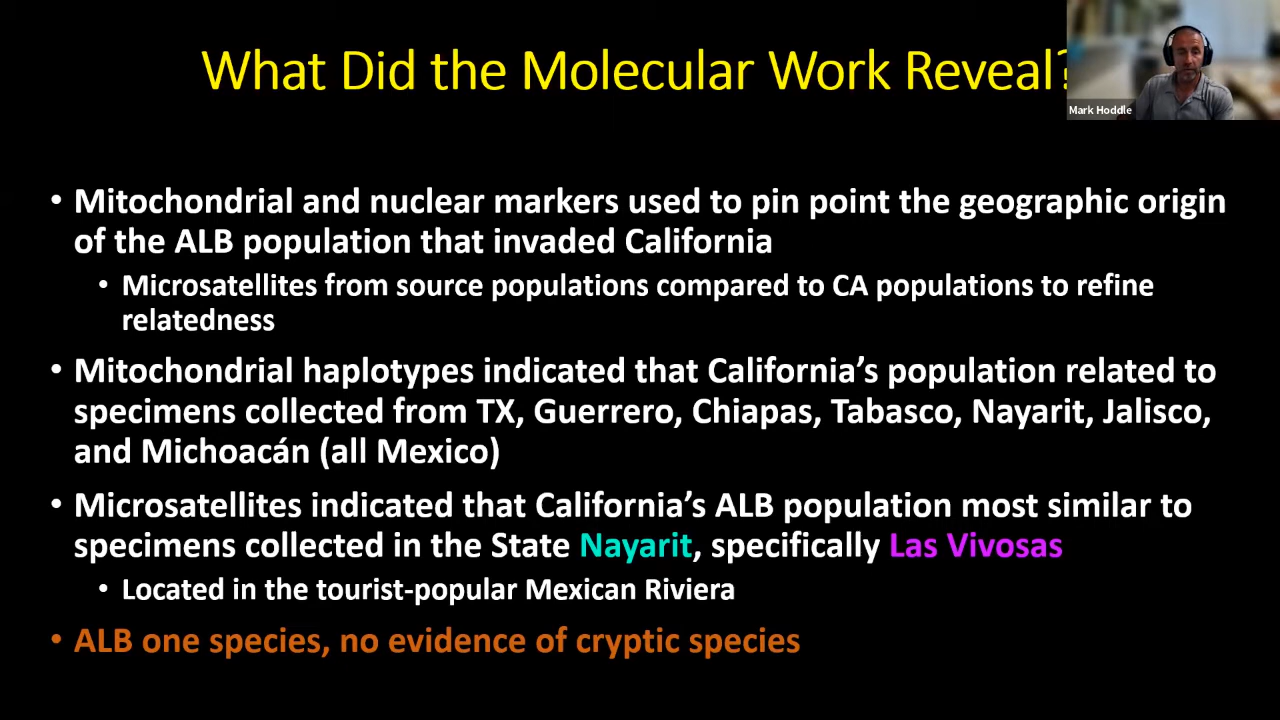 What Did the Molecular Work Reveal?
Mark Hoddle
• Mitochondrial and nuclear markers used to pin point the geographic origin
of the ALB population that invaded California
• Microsatellites from source populations compared to CA populations to refine
relatedness
• Mitochondrial haplotypes indicated that California’s population related to
specimens collected from TX, Guerrero, Chiapas, Tabasco, Nayarit, Jalisco,
and Michoacán (all Mexico)
• Microsatellites indicated that California’s ALB population most similar to
specimens collected in the State Nayarit, specifically Las Vivosas
• Located in the tourist-popular Mexican Riviera
• ALB one species, no evidence of cryptic species